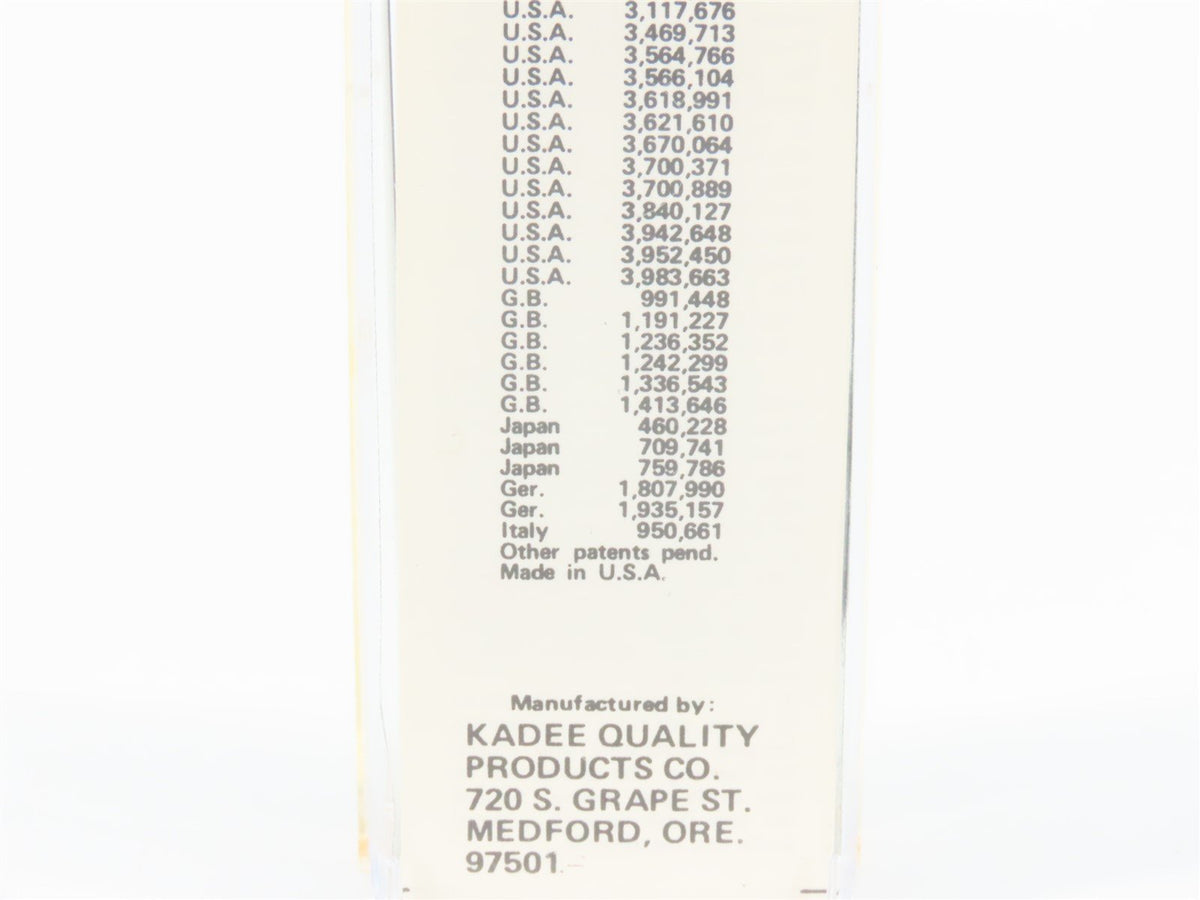 U.S.A. 3,117,676
U.S.A. 3,469,713
U.S.A. 3,564,766
U.S.A. 3,566,104
U.S.A. 3,618,991
U.S.A. 3,621,610
U.S.A. 3,670,064
U.S.A. 3,700,371
U.S.A. 3,700,889
U.S.A. 3,840,127
U.S.A. 3,942,648
U.S.A. 3,952,450
U.S.A. 3,983,663
G.B. 991,448
G.B. 1,191,227
G.B. 1,236,352
G.B. 1,242,299
G.B. 1,336,543
G.B. 1,413,646
Japan 460,228
Japan 709,741
Japan 759,786
Ger. 1,807,990
Ger. 1,935,157
Italy 950,661
Other patents pend.
Made in U.S.A.
Manufactured by:
KADEE QUALITY
PRODUCTS CO.
720 S. GRAPE ST.
MEDFORD, ORE.
97501